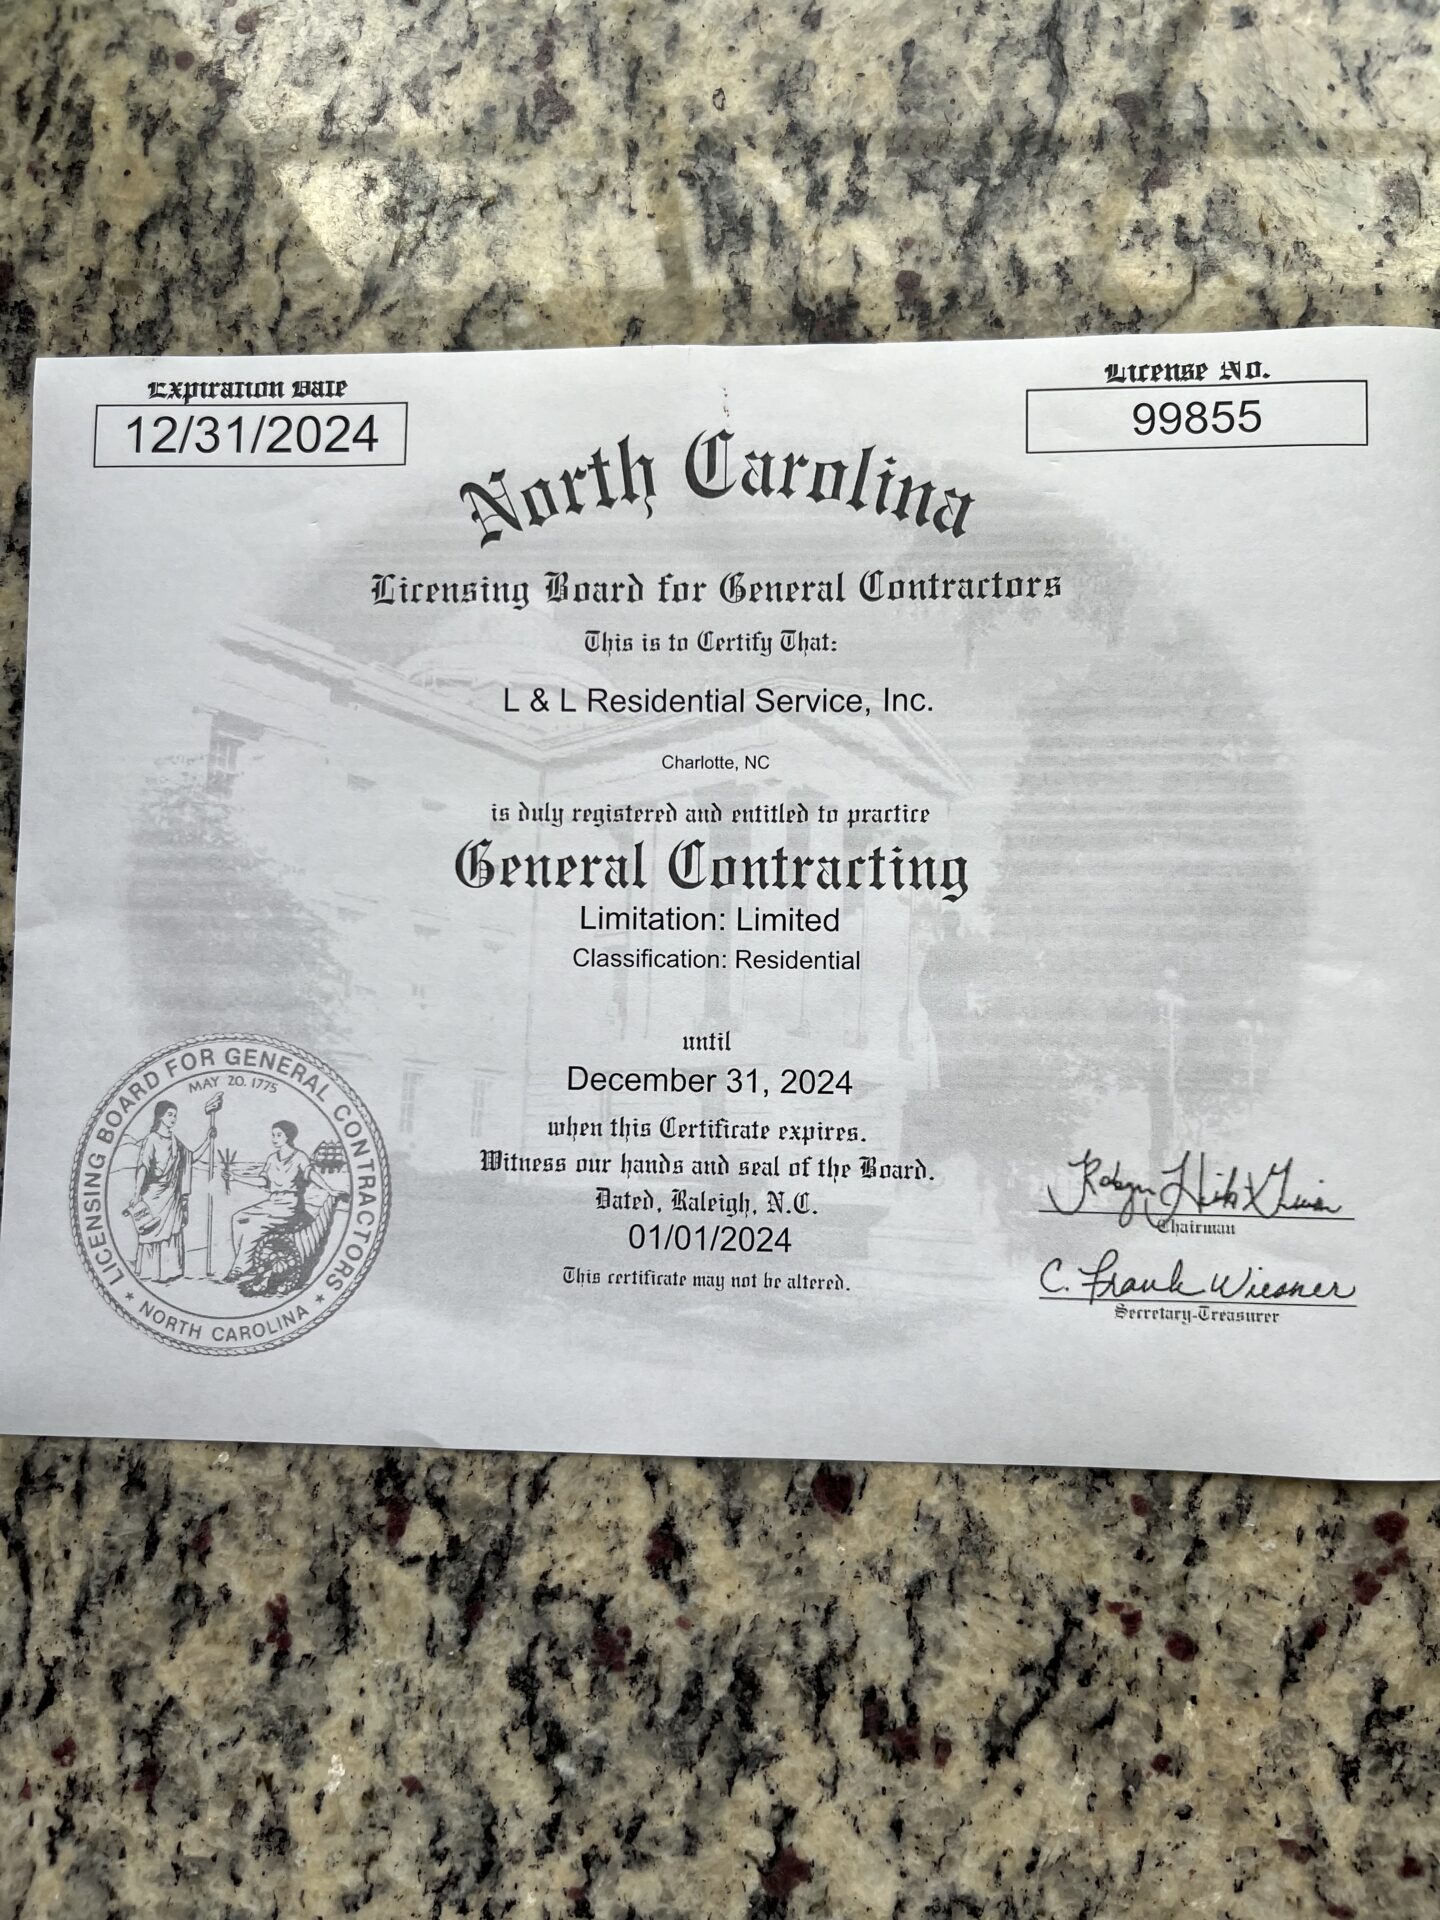 Expiration Date
12/31/2024
License No.
99855
North Carolina
Licensing Board for General Contractors
This is to Certify That:
L & L Residential Service, Inc.
Charlotte, NC
is duly registered and entitled to practice
General Contracting
Limitation: Limited
Classification: Residential
until
December 31, 2024
when this Certificate expires.
Witness our hands and seal of the Board.
Dated, Raleigh, N.C.
01/01/2024
This certificate may not be altered.
LICENSING BOARD FOR GENERAL CONTRACTORS
MAY 20, 1775
★ NORTH CAROLINA ★
Chairman
C. Frank Wiesner
Secretary-Treasurer